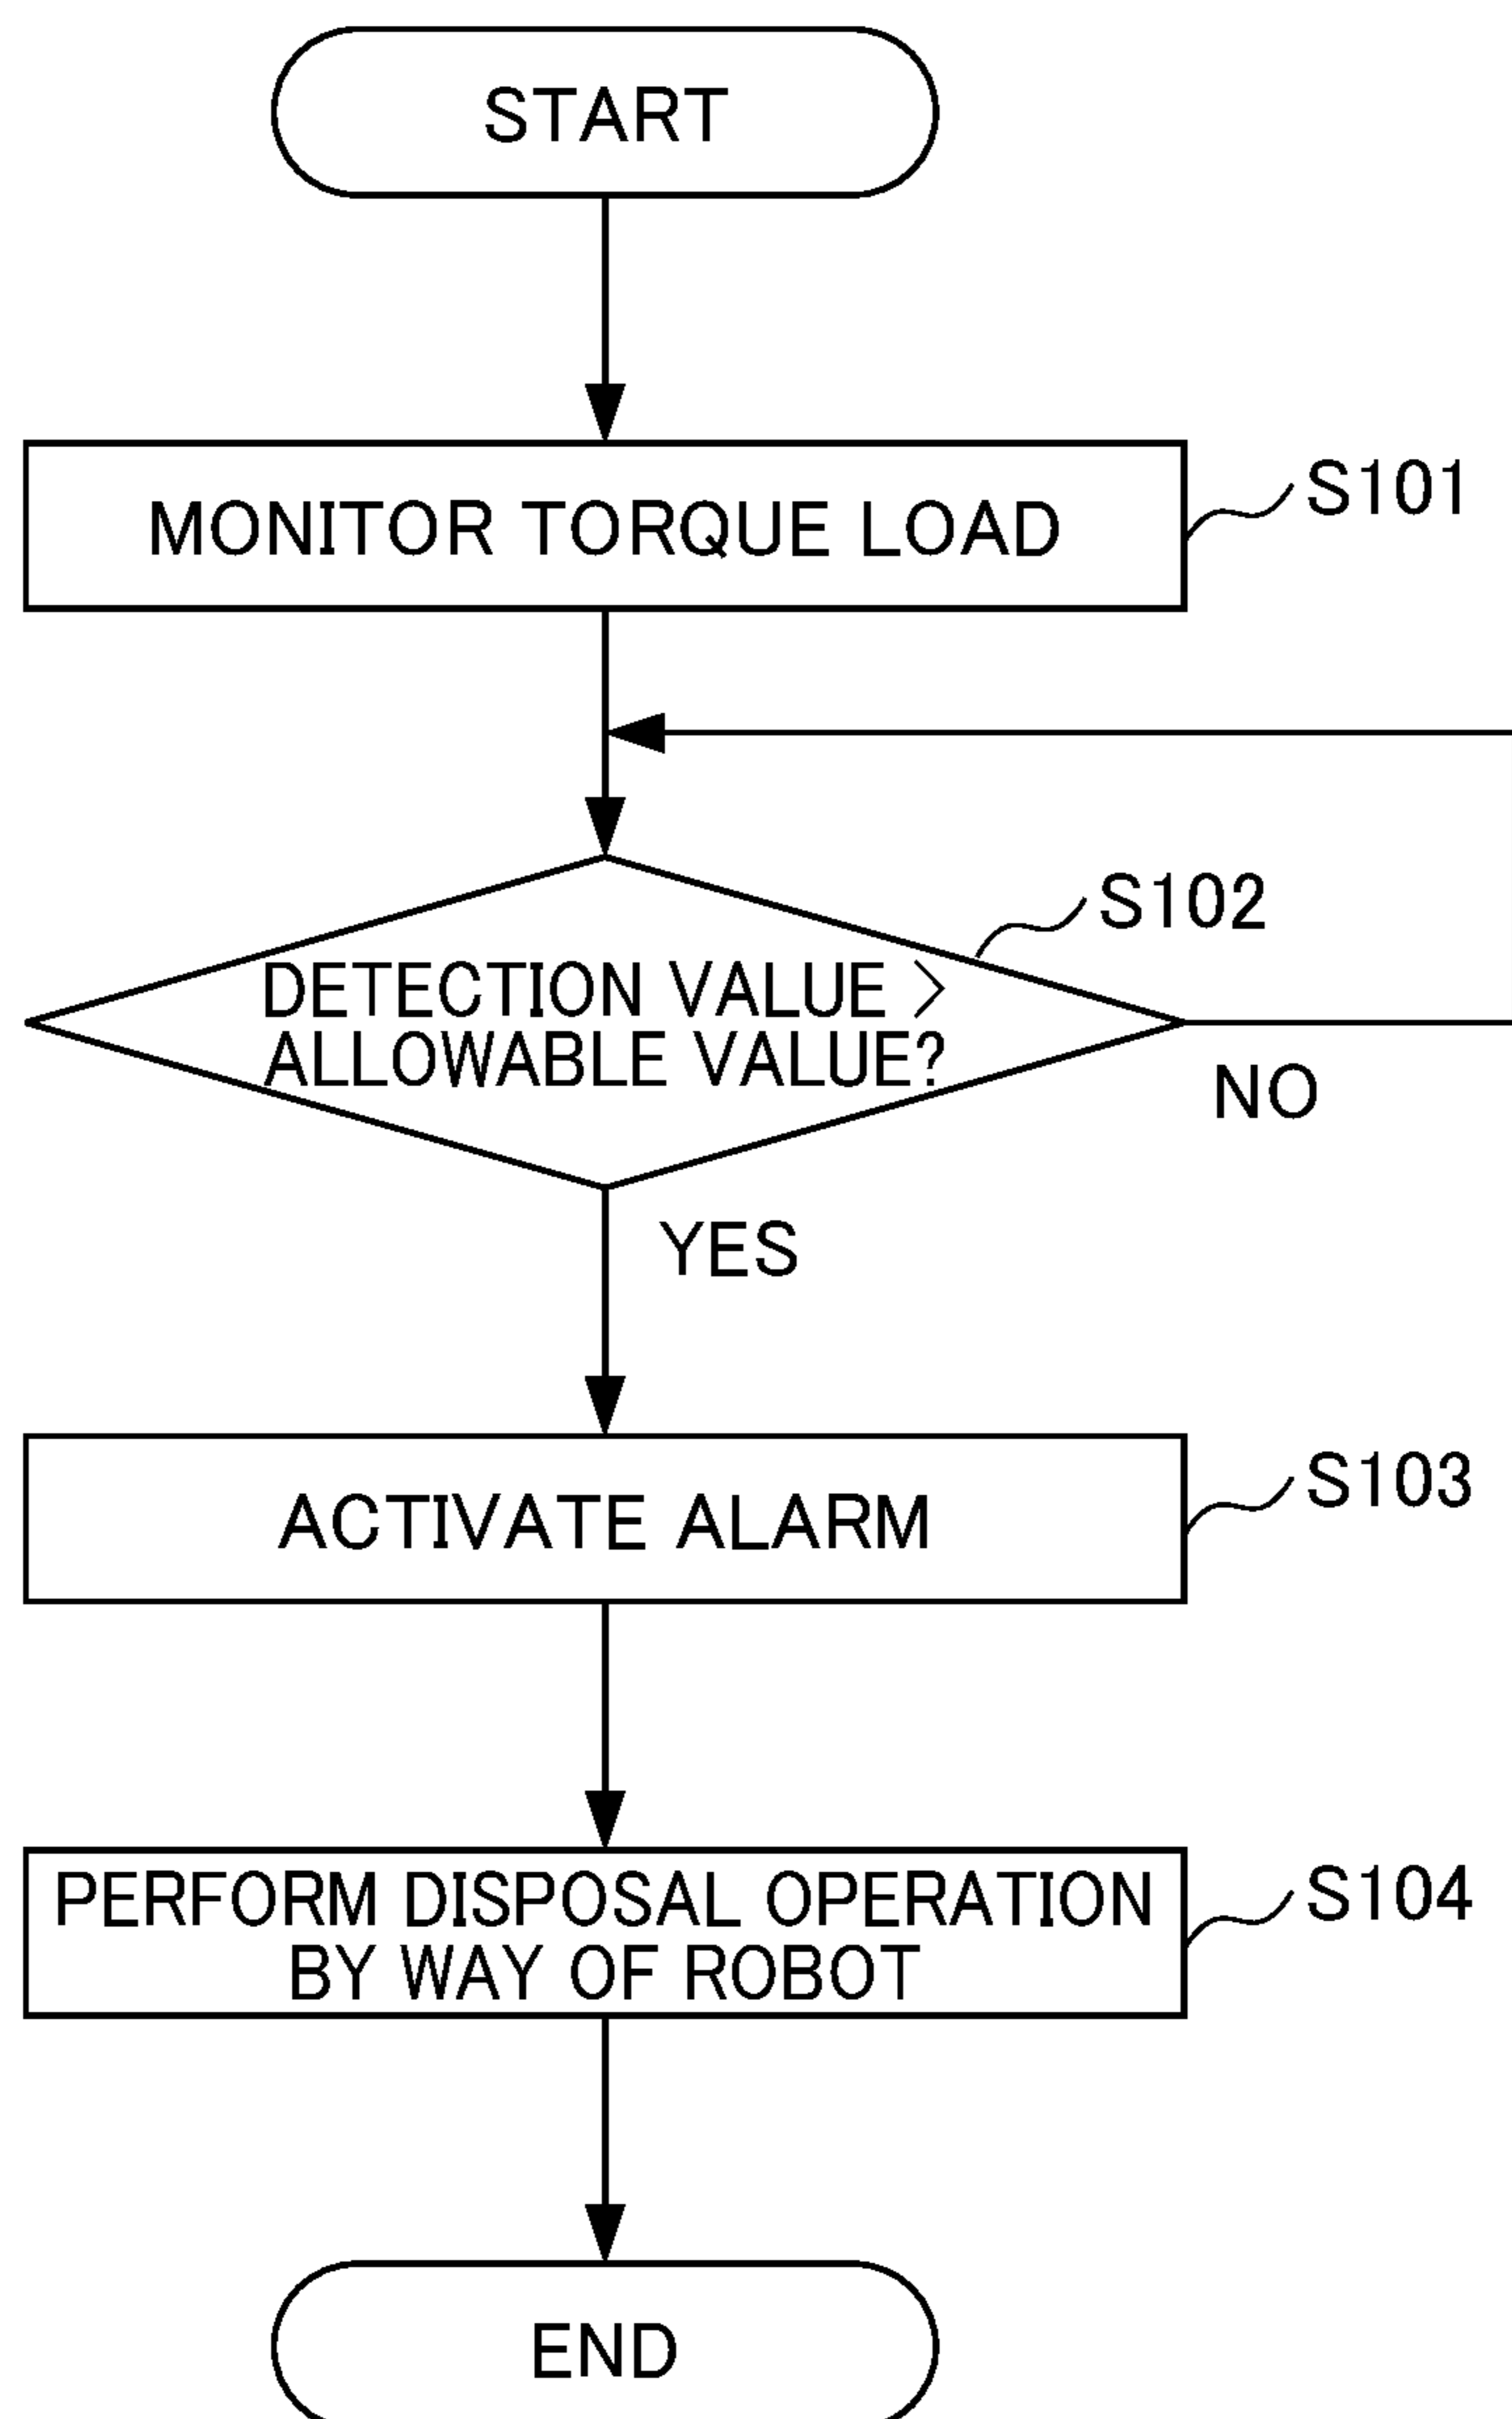 START
MONITOR TORQUE LOAD
S101
S102
DETECTION VALUE >
ALLOWABLE VALUE?
NO
YES
ACTIVATE ALARM
S103
PERFORM DISPOSAL OPERATION
BY WAY OF ROBOT
S104
END